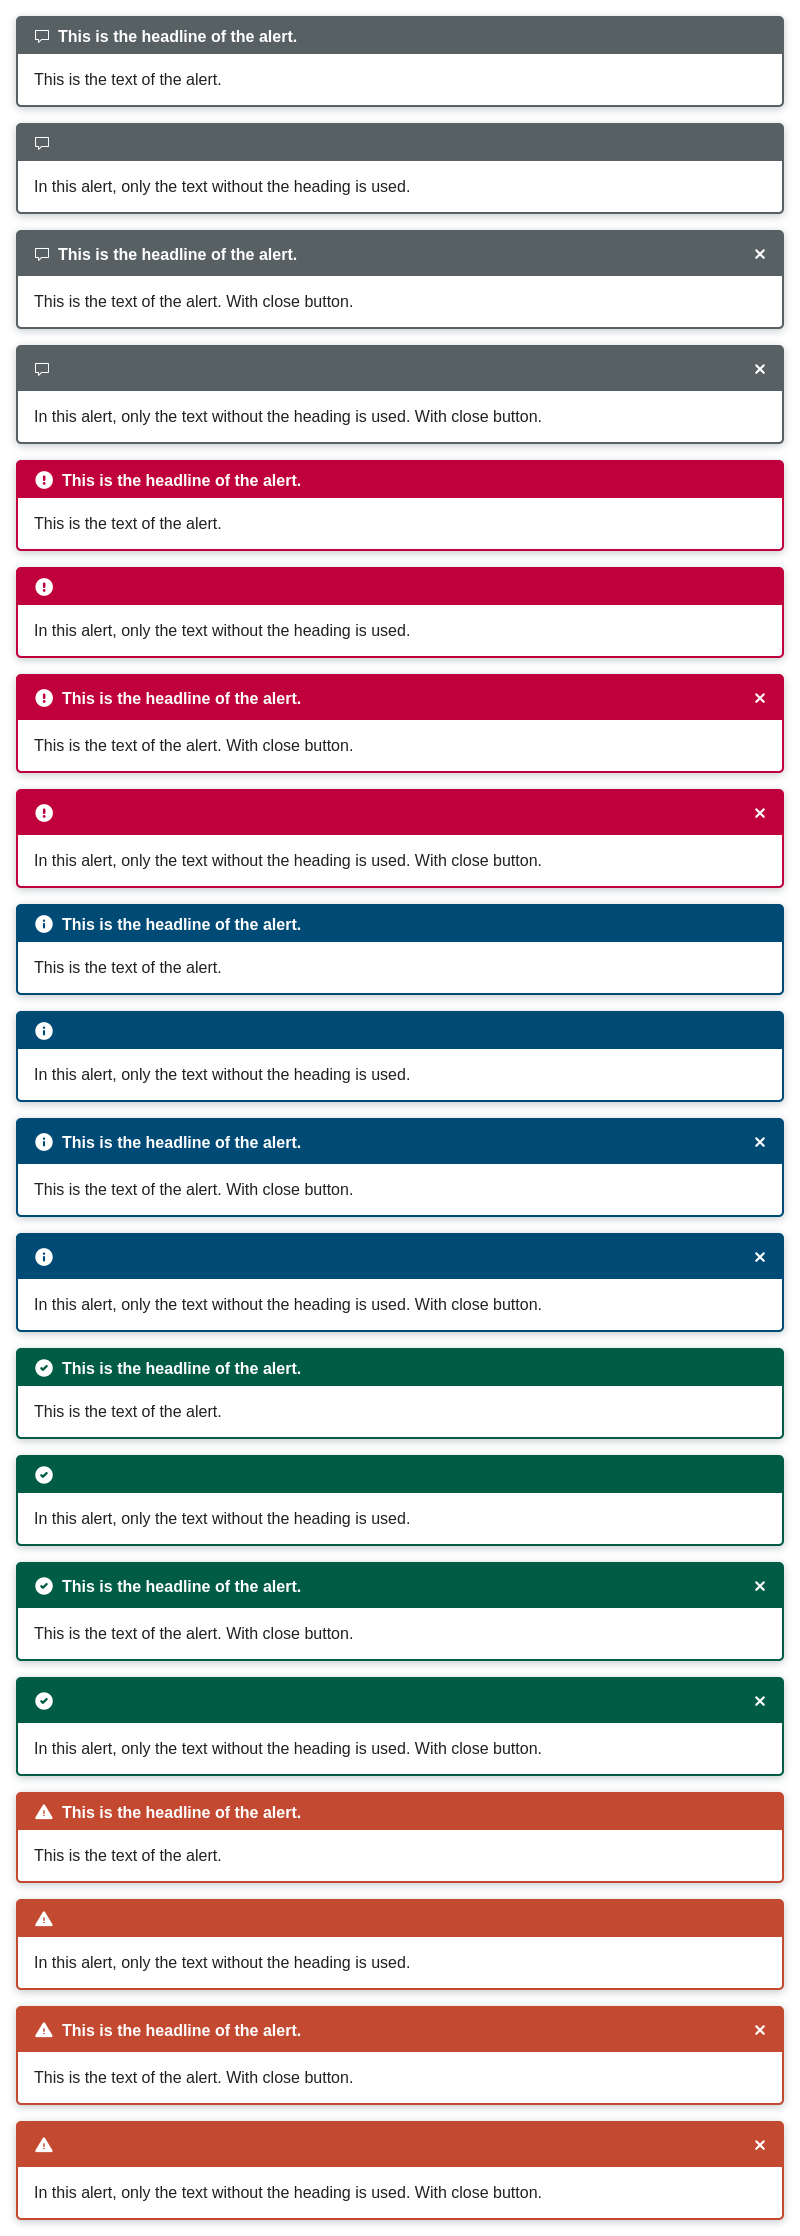 This is the headline of the alert.
This is the text of the alert.
In this alert, only the text without the heading is used.
This is the headline of the alert.
This is the text of the alert. With close button.
In this alert, only the text without the heading is used. With close button.
This is the headline of the alert.
This is the text of the alert.
In this alert, only the text without the heading is used.
This is the headline of the alert.
This is the text of the alert. With close button.
In this alert, only the text without the heading is used. With close button.
This is the headline of the alert.
This is the text of the alert.
In this alert, only the text without the heading is used.
This is the headline of the alert.
This is the text of the alert. With close button.
In this alert, only the text without the heading is used. With close button.
This is the headline of the alert.
This is the text of the alert.
In this alert, only the text without the heading is used.
This is the headline of the alert.
This is the text of the alert. With close button.
In this alert, only the text without the heading is used. With close button.
This is the headline of the alert.
This is the text of the alert.
In this alert, only the text without the heading is used.
This is the headline of the alert.
This is the text of the alert. With close button.
In this alert, only the text without the heading is used. With close button.